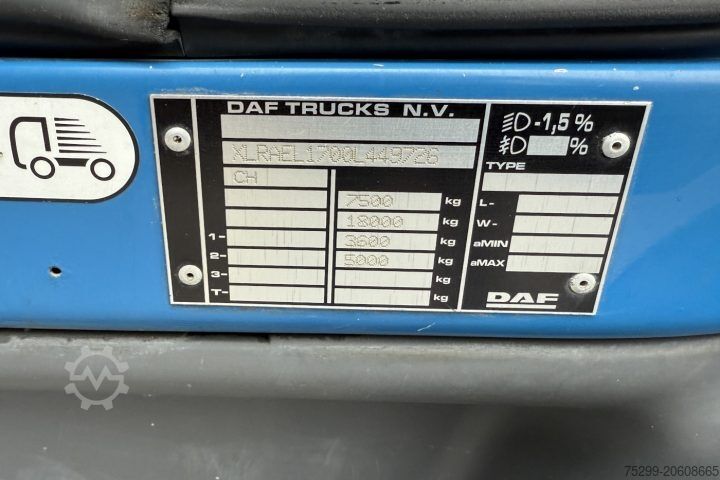 DAF TRUCKS N.V.
XLRAEL1700L449726
CH
7500 kg
18000 kg
1- 3600 kg
2- 5000 kg
3- kg
T- kg
-1,5 %
%
TYPE
L-
W-
aMIN
aMAX
DAF
75299-20608665